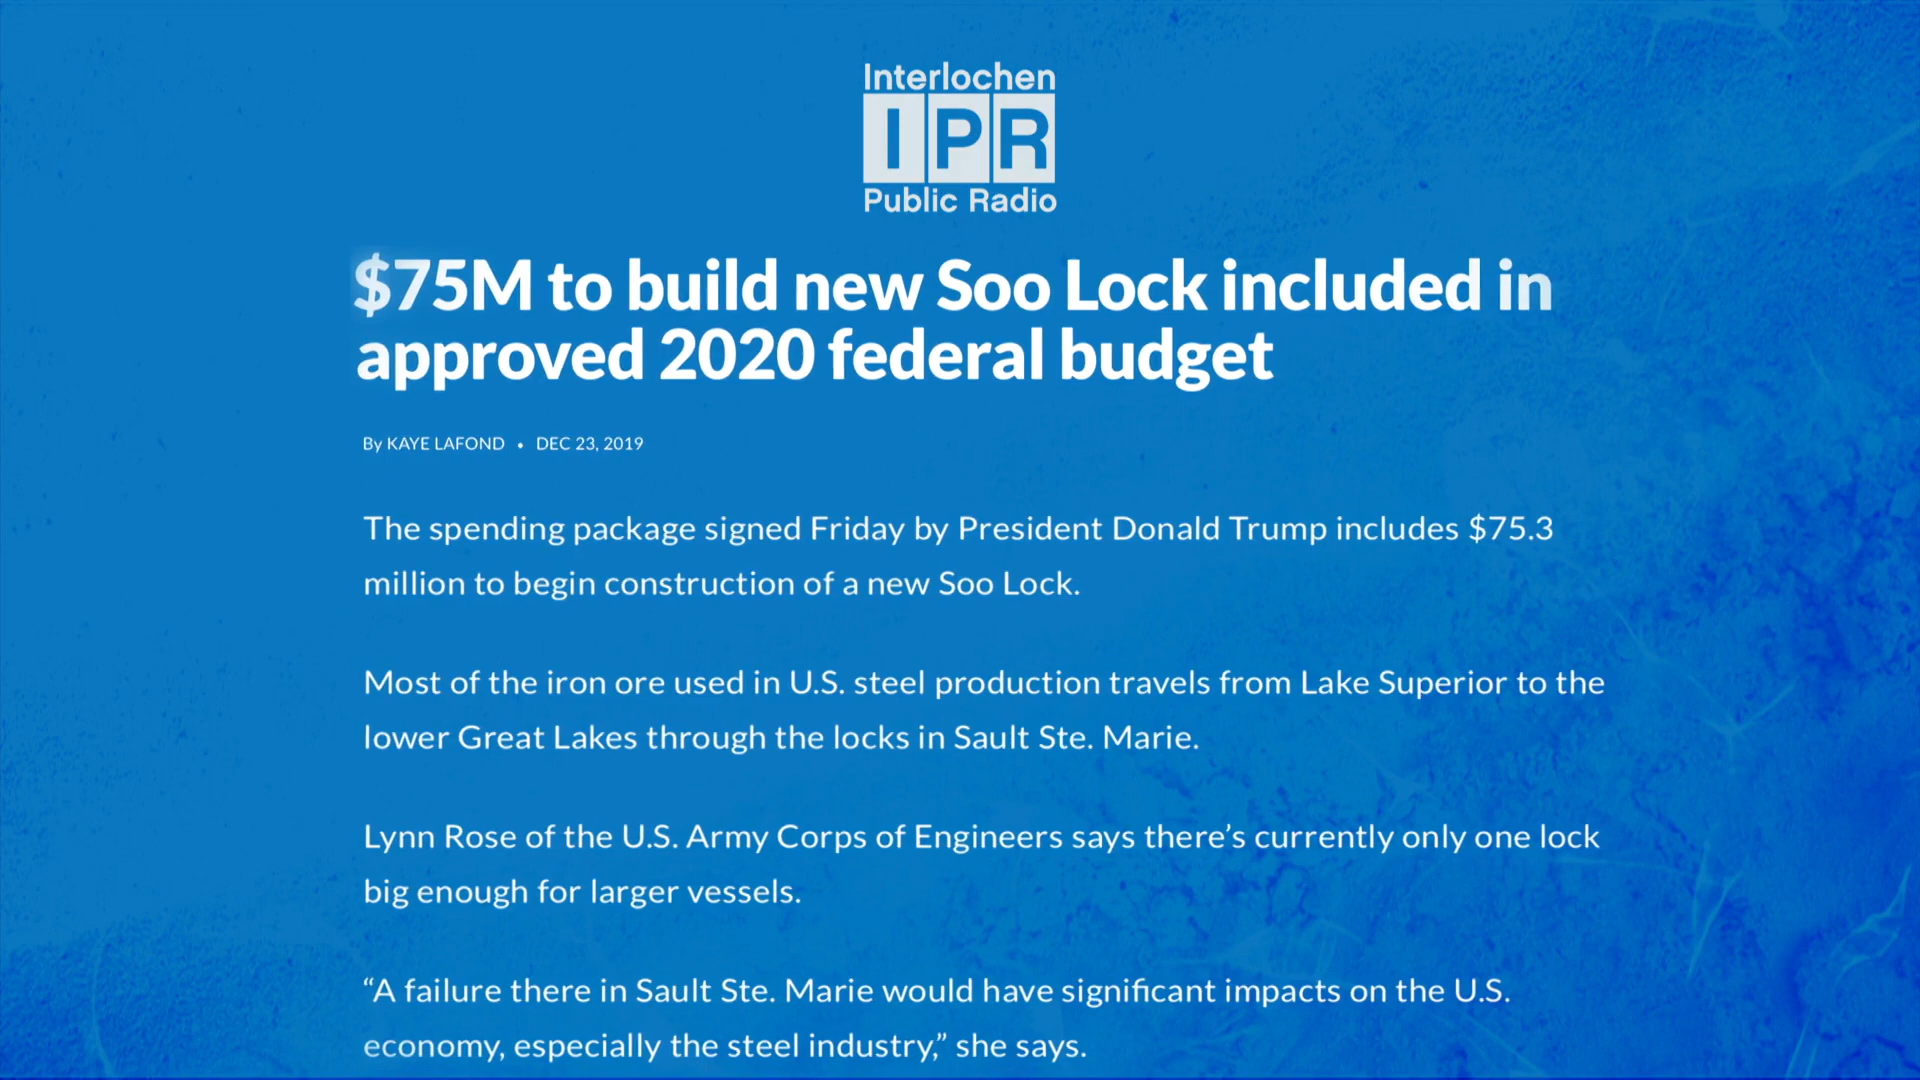 Interlochen
IPR
Public Radio
$75M to build new Soo Lock included in
approved 2020 federal budget
By KAYE LAFOND • DEC 23, 2019
The spending package signed Friday by President Donald Trump includes $75.3
million to begin construction of a new Soo Lock.
Most of the iron ore used in U.S. steel production travels from Lake Superior to the
lower Great Lakes through the locks in Sault Ste. Marie.
Lynn Rose of the U.S. Army Corps of Engineers says there’s currently only one lock
big enough for larger vessels.
“A failure there in Sault Ste. Marie would have significant impacts on the U.S.
economy, especially the steel industry,” she says.